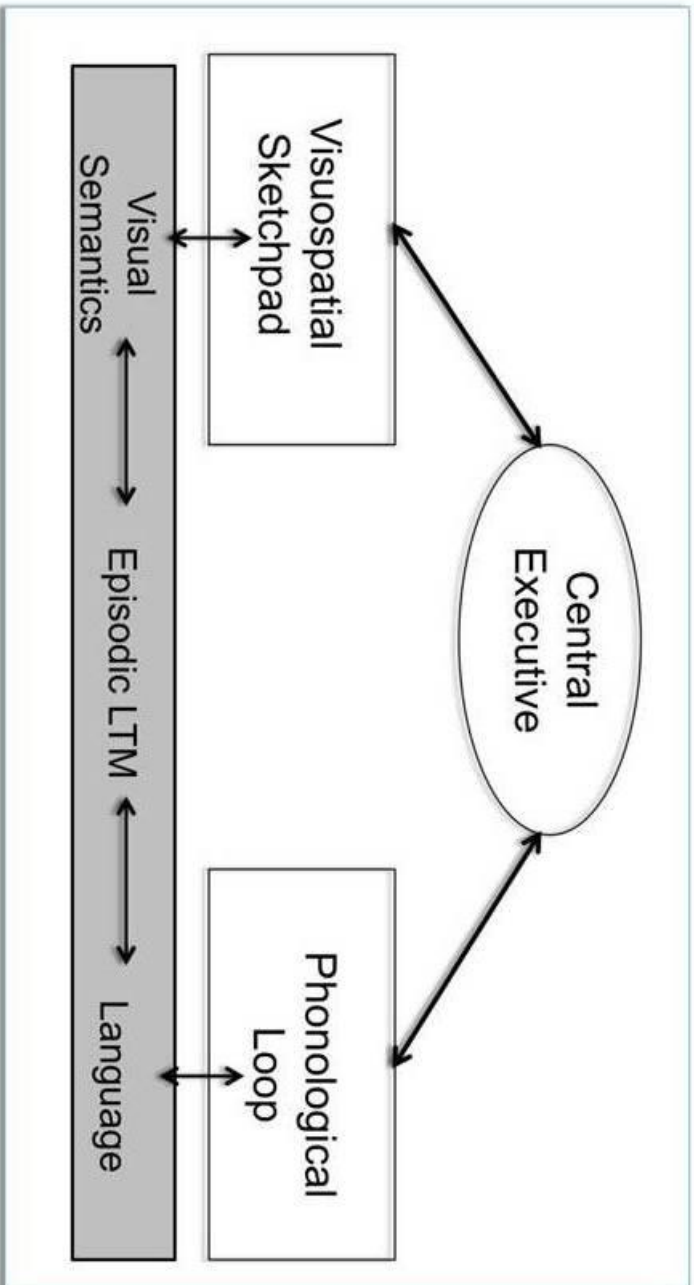 Central
Executive
Visuospatial
Sketchpad
Phonological
Loop
Visual
Semantics
Episodic LTM
Language